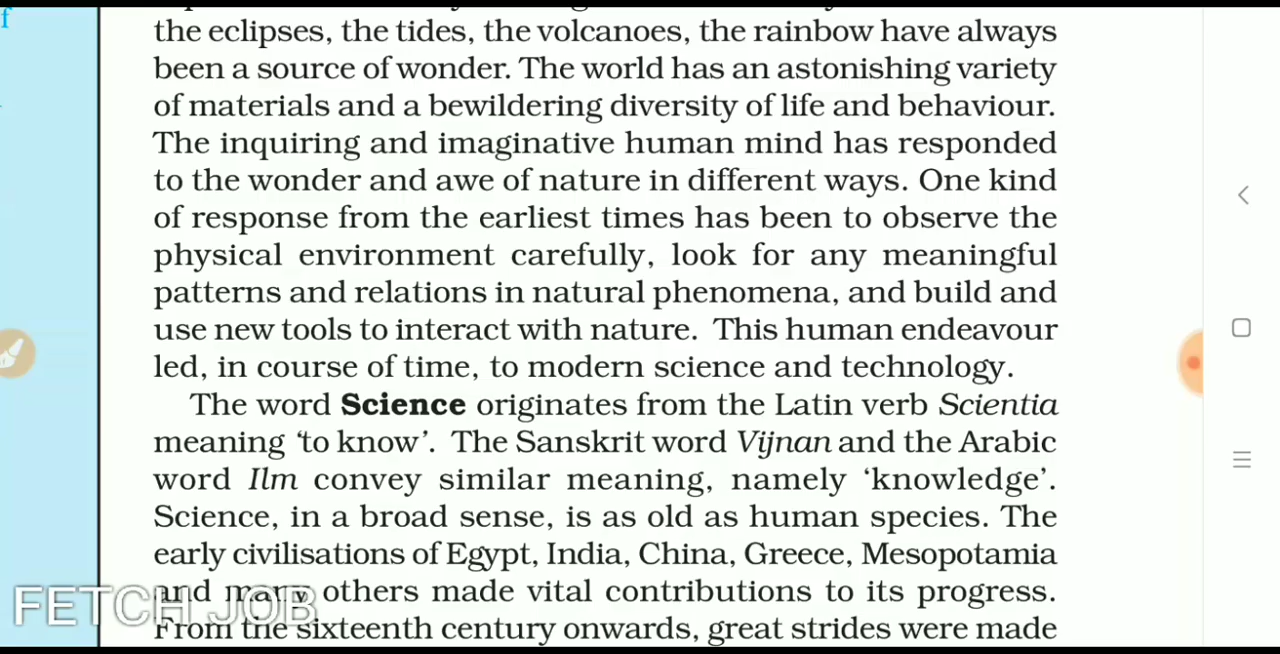 f
the eclipses, the tides, the volcanoes, the rainbow have always
been a source of wonder. The world has an astonishing variety
of materials and a bewildering diversity of life and behaviour.
The inquiring and imaginative human mind has responded
to the wonder and awe of nature in different ways. One kind
of response from the earliest times has been to observe the
physical environment carefully, look for any meaningful
patterns and relations in natural phenomena, and build and
use new tools to interact with nature. This human endeavour
led, in course of time, to modern science and technology.
The word Science originates from the Latin verb Scientia
meaning ‘to know’. The Sanskrit word Vijnan and the Arabic
word Ilm convey similar meaning, namely ‘knowledge’.
Science, in a broad sense, is as old as human species. The
early civilisations of Egypt, India, China, Greece, Mesopotamia
and many others made vital contributions to its progress.
From the sixteenth century onwards, great strides were made
FETCH JOB